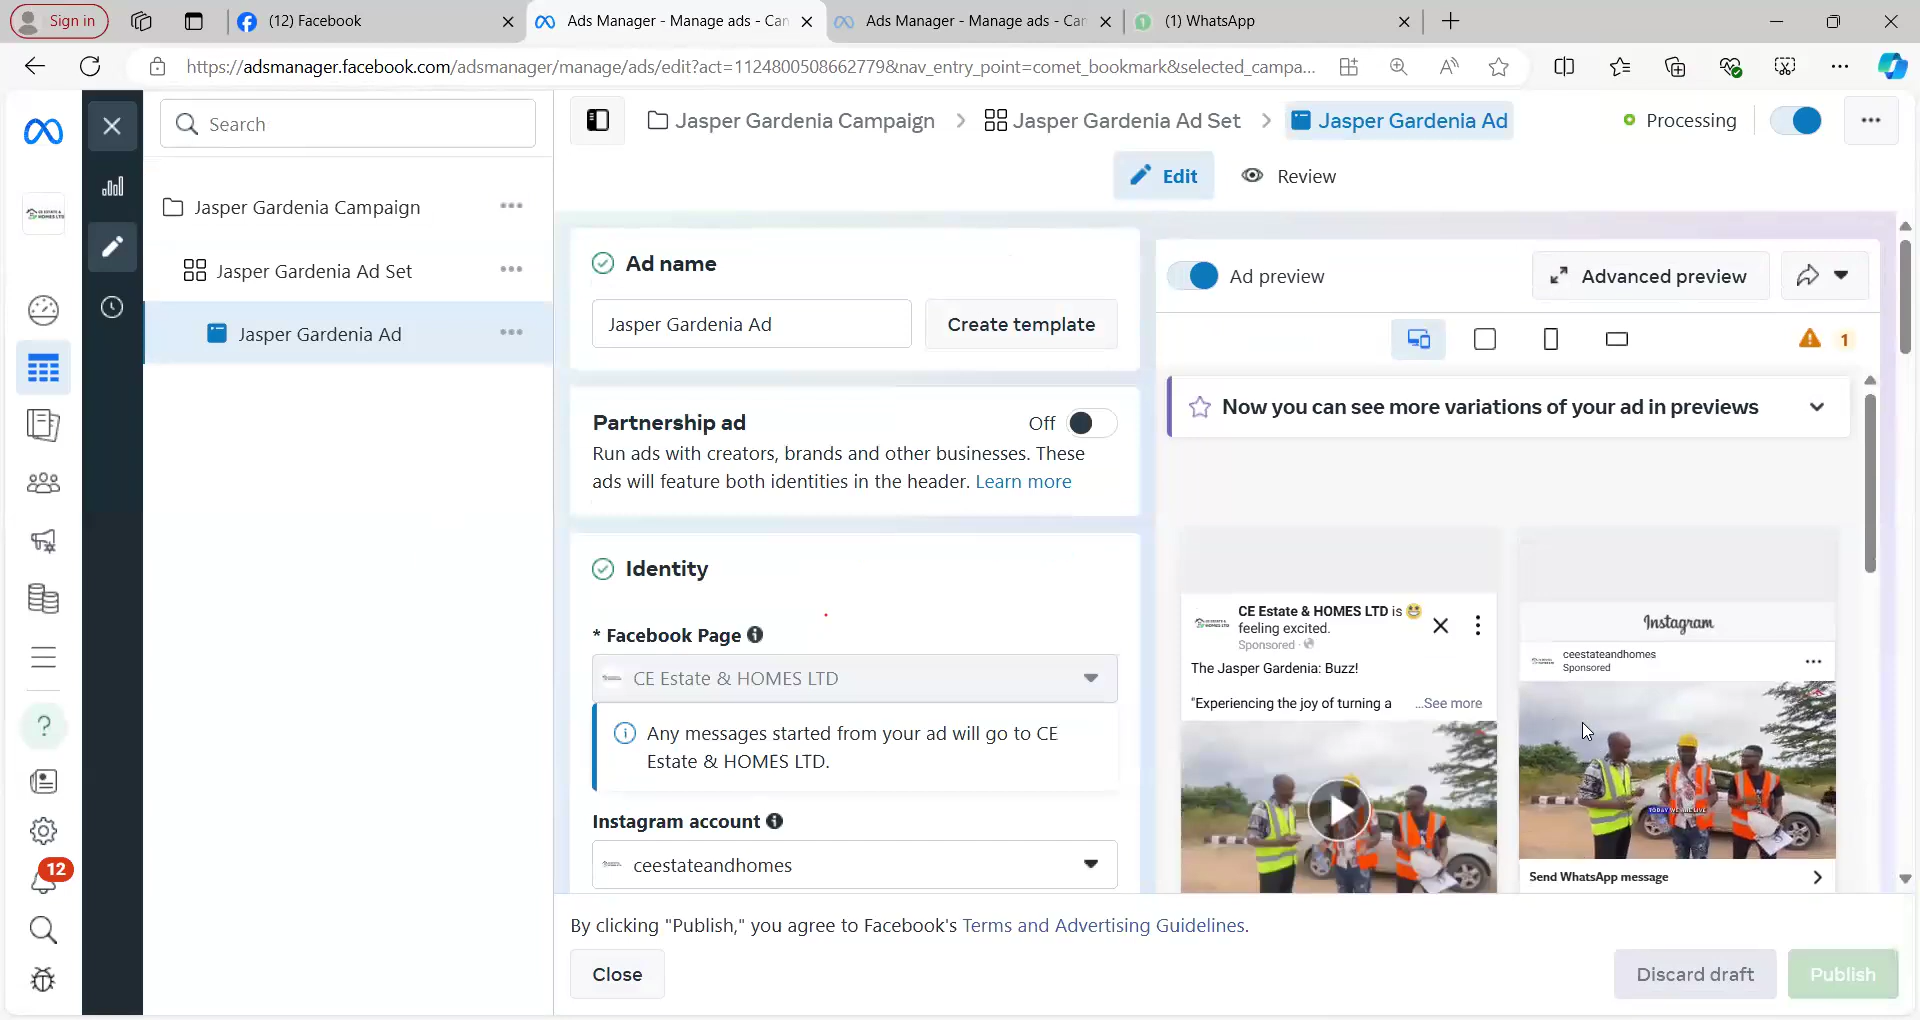 Sign in
(12) Facebook
Ads Manager - Manage ads - Can
Ads Manager - Manage ads - Can
1
(1) WhatsApp
https://adsmanager.facebook.com/adsmanager/manage/ads/edit?act=1124800508662779&nav_entry_point=comet_bookmark&selected_campa...
Search
Jasper Gardenia Campaign
Jasper Gardenia Ad Set
Jasper Gardenia Ad
Processing
Edit
Review
Jasper Gardenia Campaign
Jasper Gardenia Ad Set
Jasper Gardenia Ad
12
Ad name
Jasper Gardenia Ad
Create template
Partnership ad
Off
Run ads with creators, brands and other businesses. These
ads will feature both identities in the header. Learn more
Identity
* Facebook Page
CE Estate & HOMES LTD
Any messages started from your ad will go to CE
Estate & HOMES LTD.
Instagram account
ceestateandhomes
Ad preview
Advanced preview
1
Now you can see more variations of your ad in previews
CE Estate & HOMES LTD is
feeling excited.
Sponsored ·
The Jasper Gardenia: Buzz!
"Experiencing the joy of turning a
...See more
Instagram
ceestateandhomes
Sponsored
TODAY WE ARE LIVE
Send WhatsApp message
By clicking "Publish," you agree to Facebook's Terms and Advertising Guidelines.
Close
Discard draft
Publish